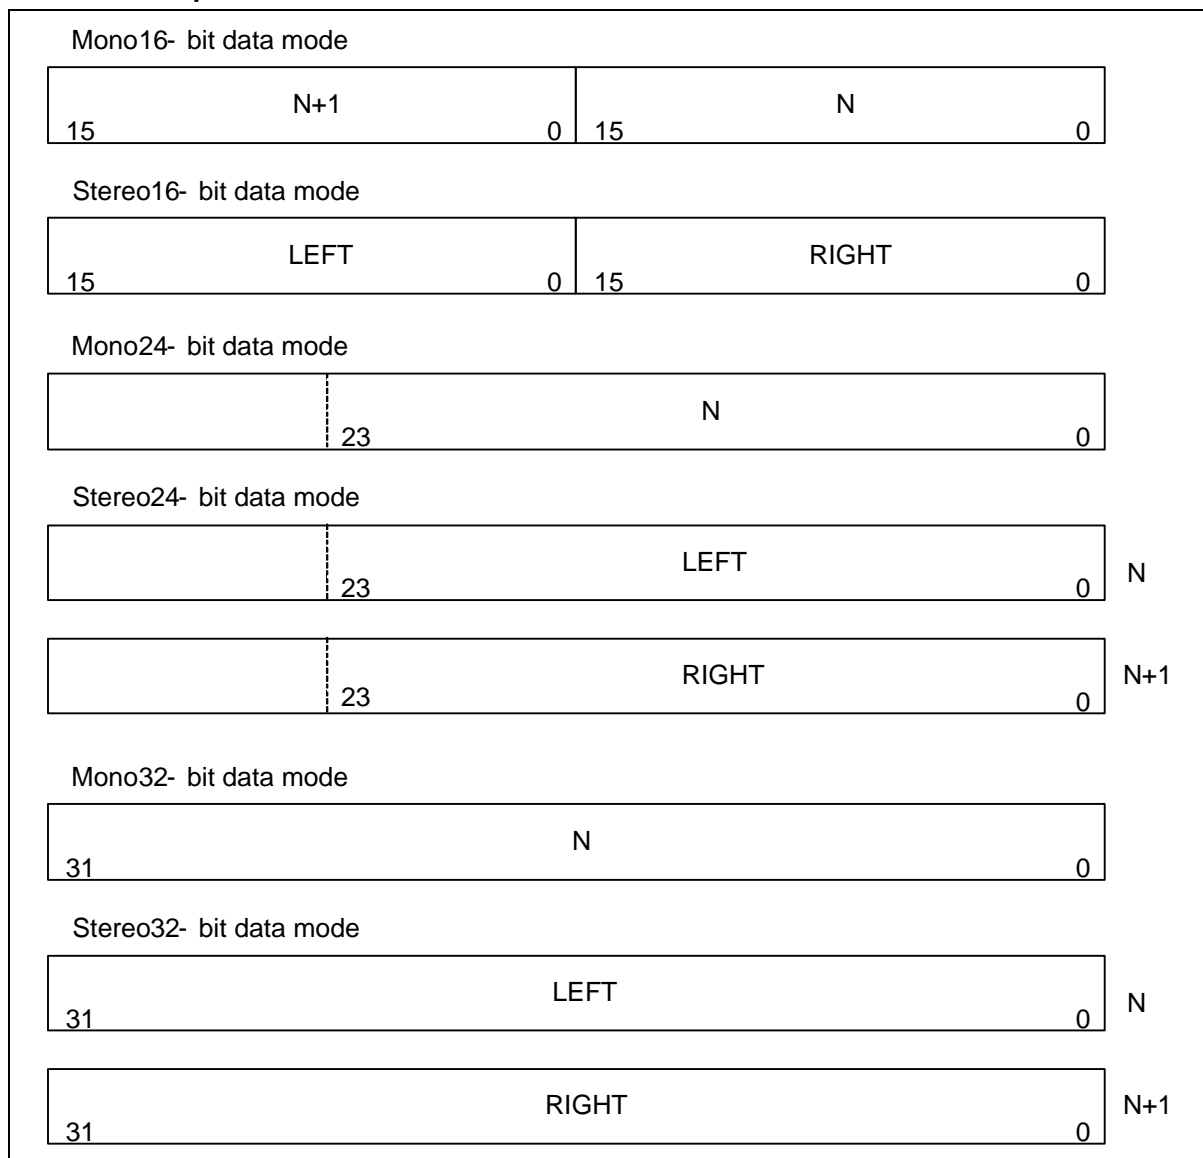 Mono16- bit data mode
N+1 N
15 0 15 0
Stereo16- bit data mode
LEFT RIGHT
15 0 15 0
Mono24- bit data mode
N
23 0
Stereo24- bit data mode
LEFT
N
23 0
RIGHT N+1
23 0
Mono32- bit data mode
N
31 0
Stereo32- bit data mode
LEFT
N
31 0
RIGHT N+1
31 0